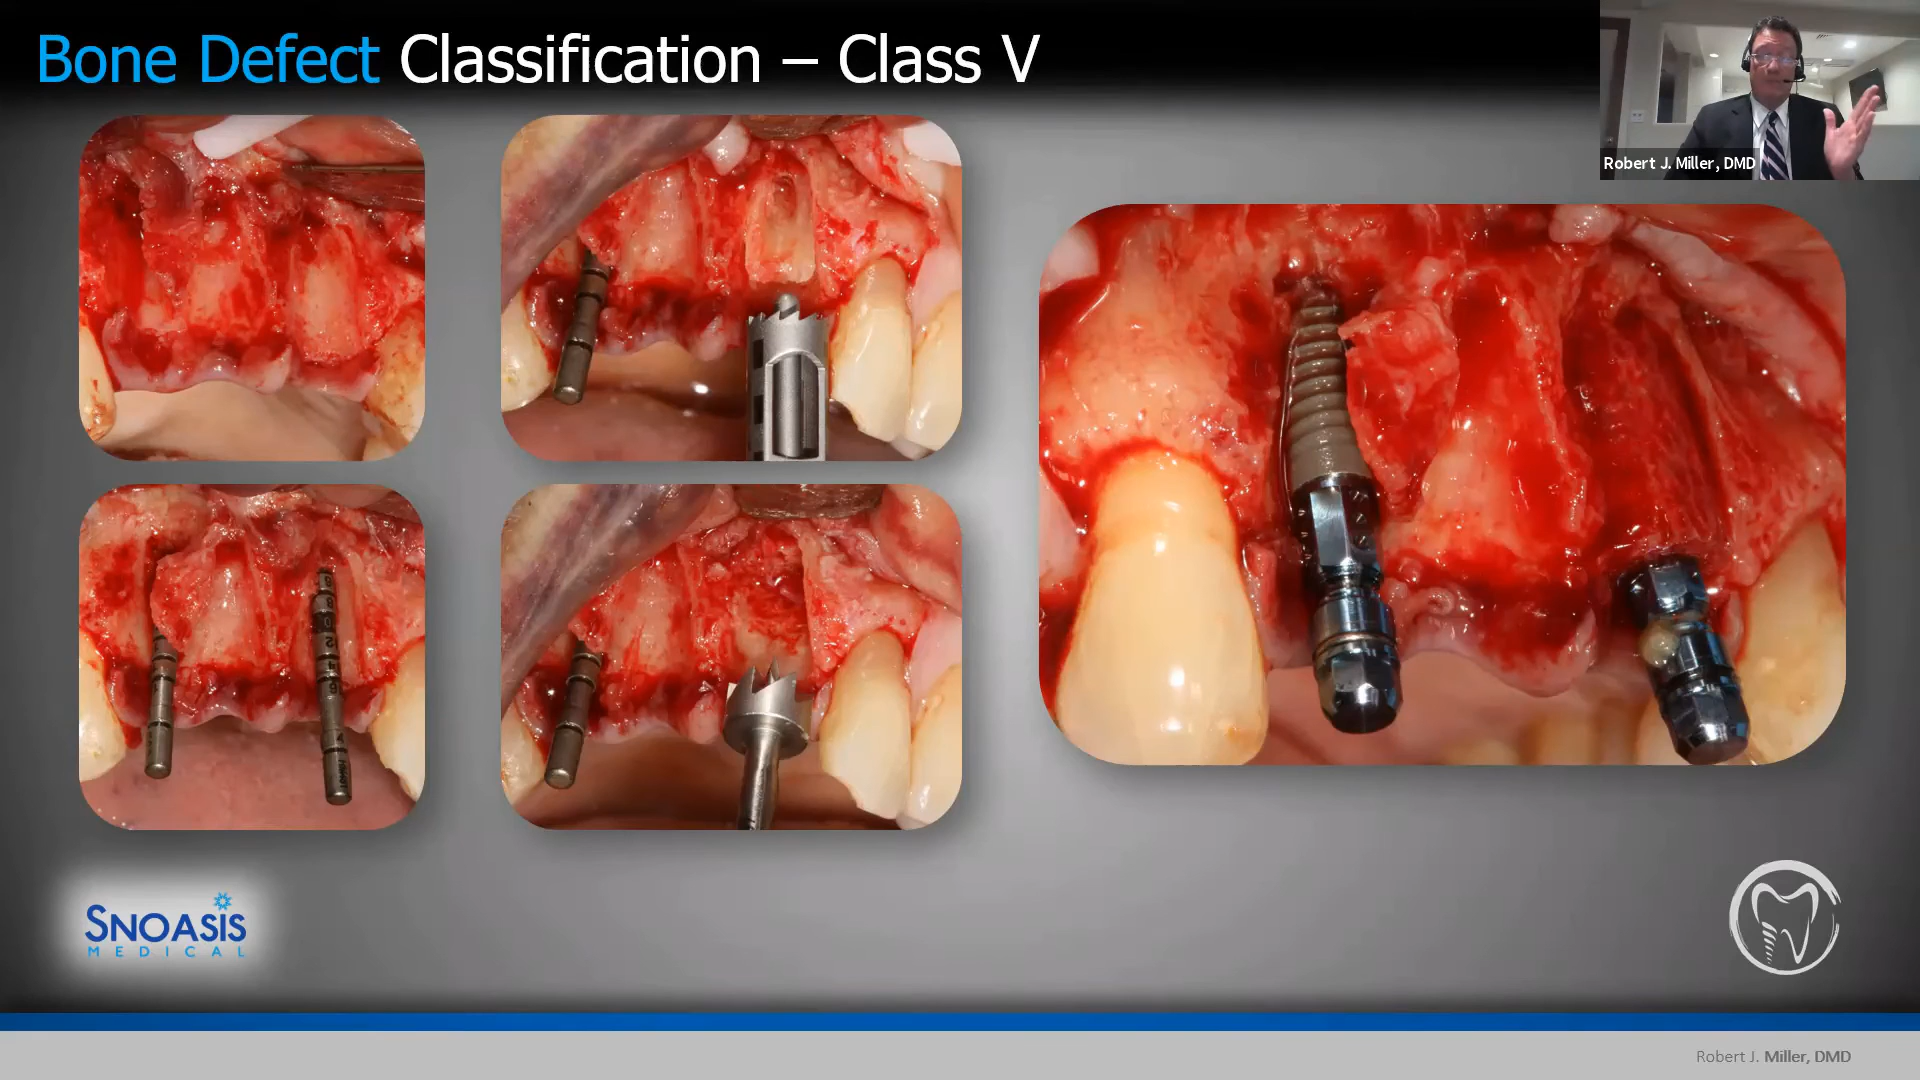 Bone Defect Classification – Class V
Robert J. Miller, DMD
SNOASIS
MEDICAL
Robert J. Miller, DMD